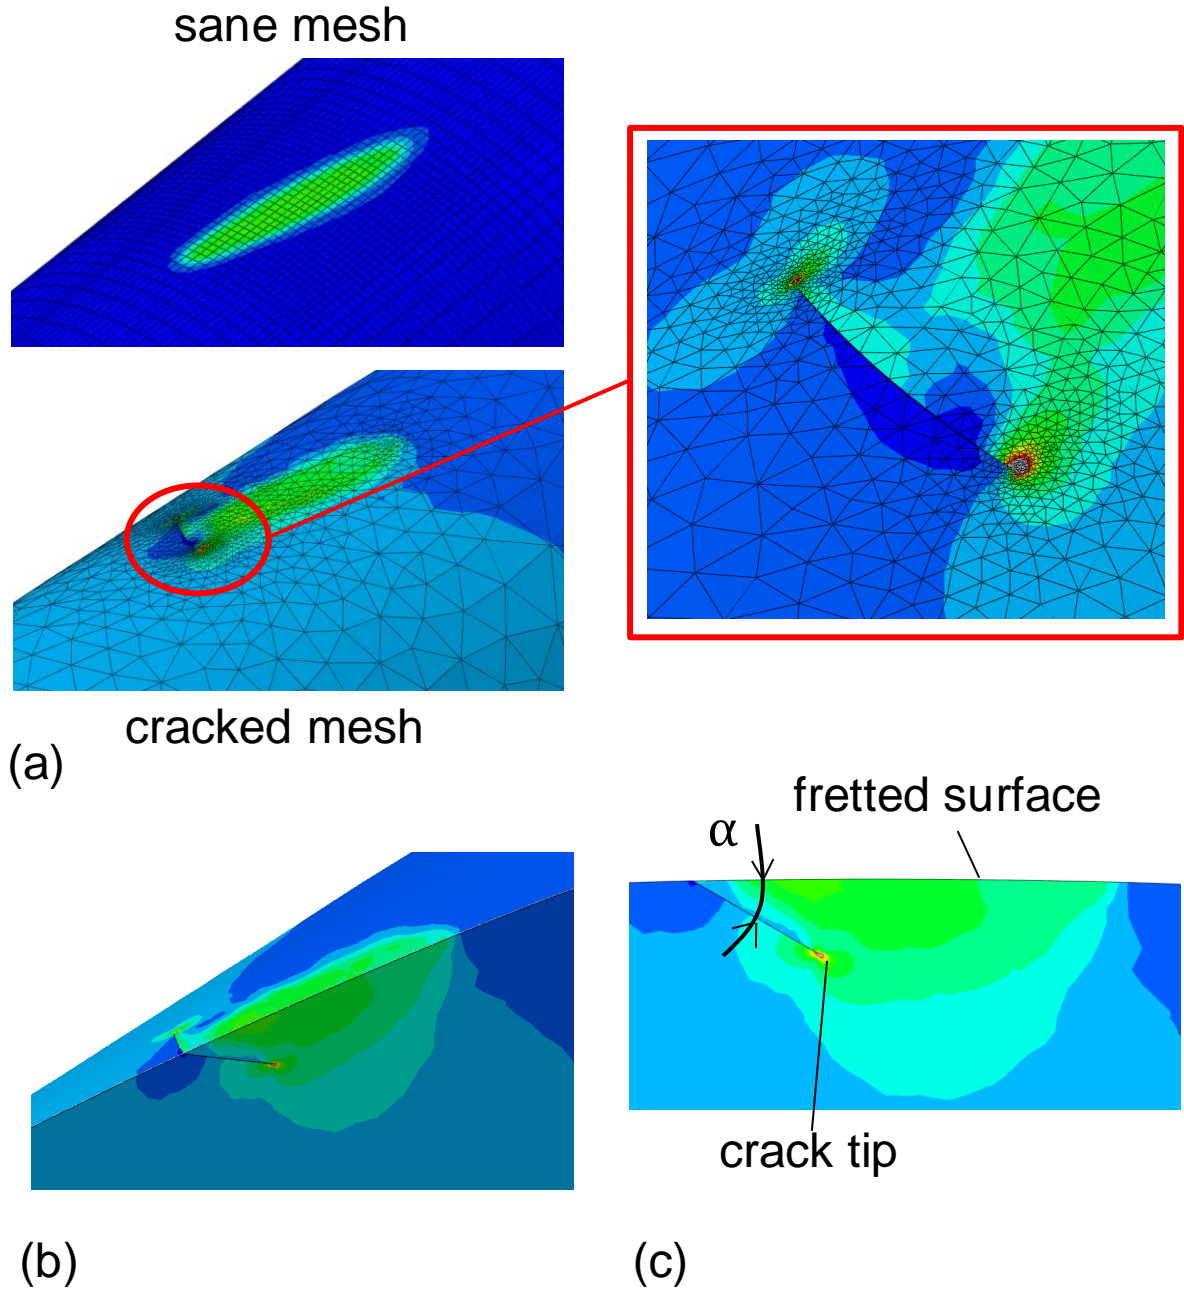 sane mesh
cracked mesh
(a)
fretted surface
α
crack tip
(b)
(c)